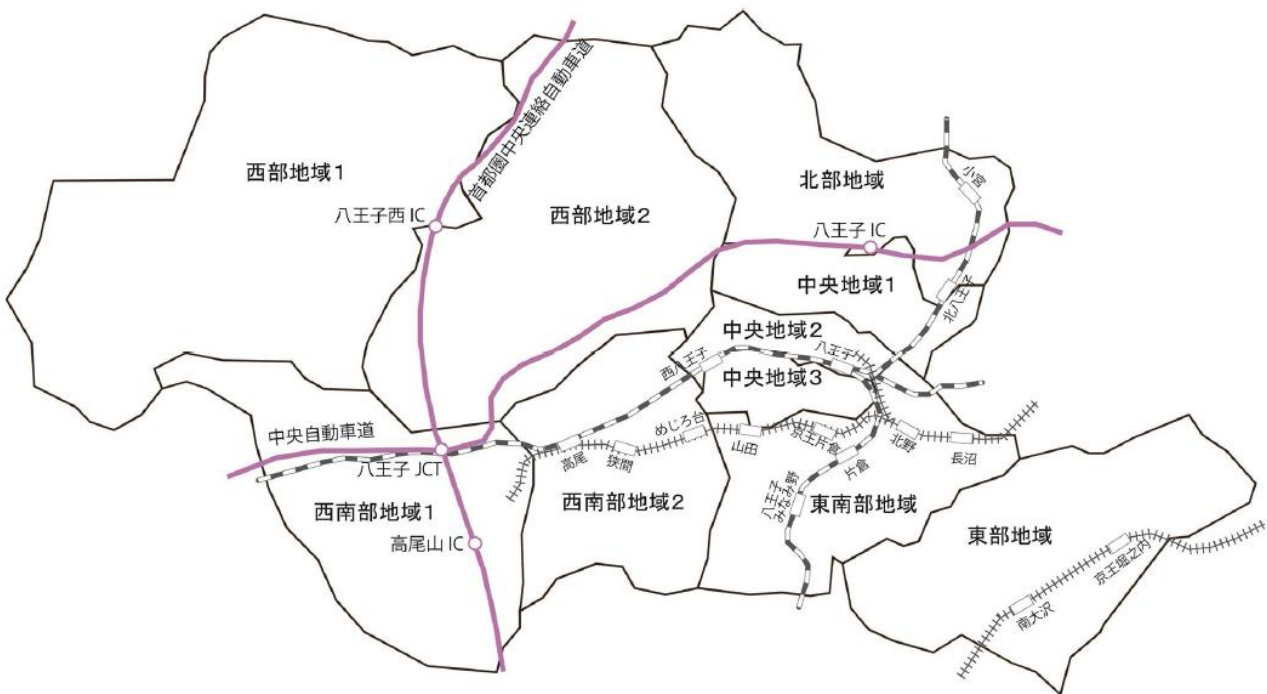 首都圏中央連絡自動車道
西部地域1
北部地域
小宮
八王子西 IC
西部地域2
八王子 IC
中央地域1
北八王子
中央地域2
八王子
西八王子
中央地域3
中央自動車道
めじろ台
山田
京王片倉
北野
長沼
高尾
狭間
片倉
八王子 JCT
八王子
みなみ野
西南部地域1
西南部地域2
東南部地域
高尾山 IC
東部地域
京王堀之内
南大沢